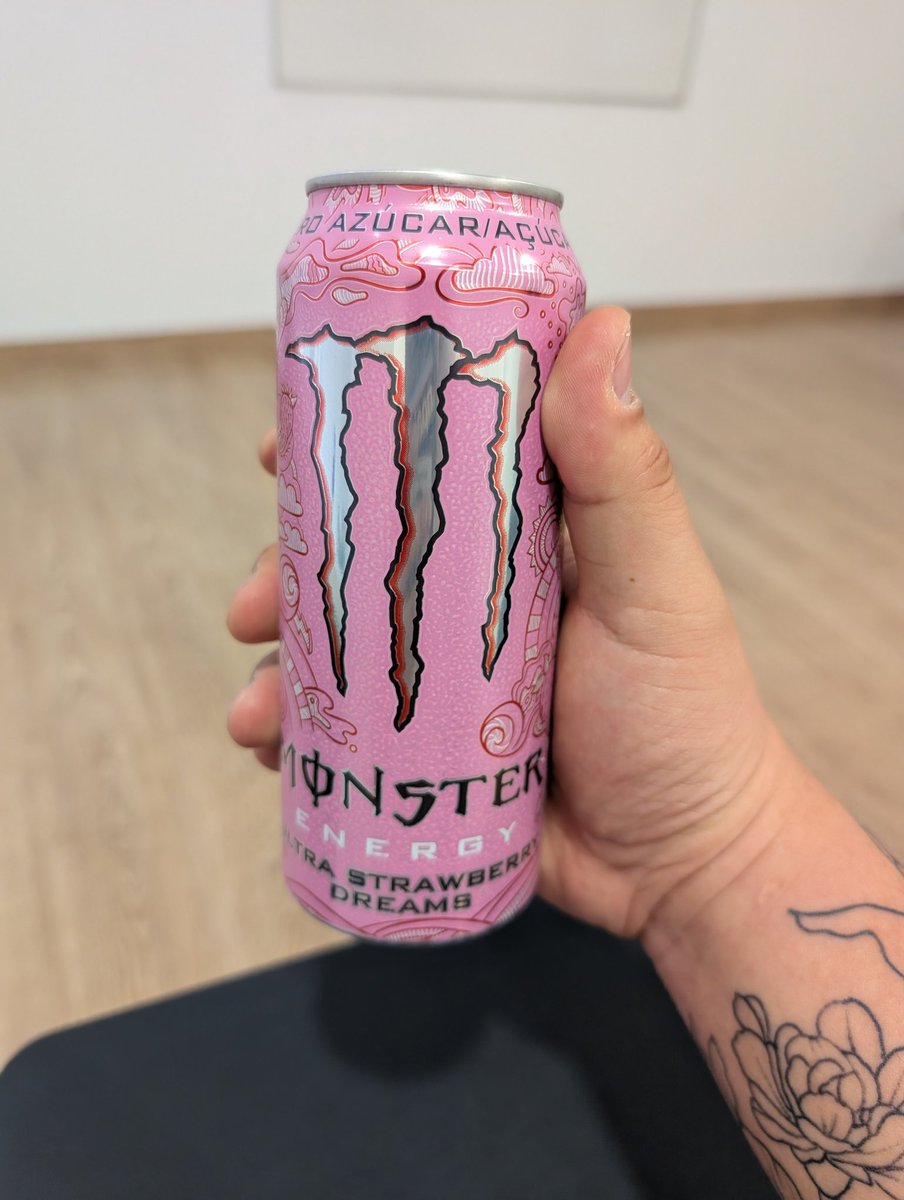 AZÚCAR/AÇÚC
MONSTER
ENERGY
ULTRA STRAWBERRY
DREAMS